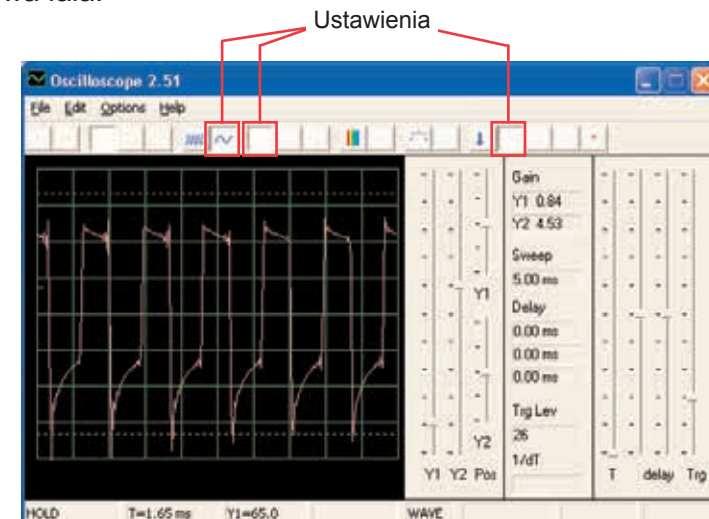 Ustawienia
Oscilloscope 2.51
File Edit Options Help
Gain
Y1 0.84
Y2 4.53
Sweep
5.00 ms
Delay
0.00 ms
0.00 ms
0.00 ms
Trg Lev
26
1/dT
Y1
Y2
Y1 Y2 Pos
T delay Trg
HOLD T=1.65 ms Y1=65.0 WAVE